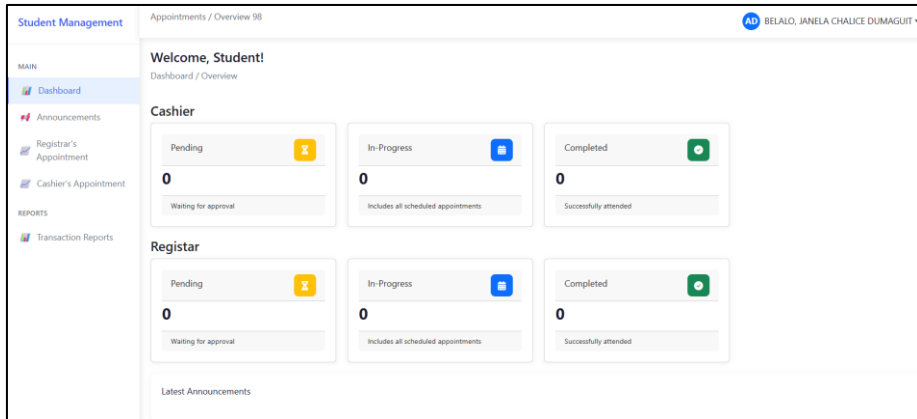 Student Management
Appointments / Overview 98
AD BELALO, JANELA CHALICE DUMAGUIT
MAIN
Dashboard
Announcements
Registrar's
Appointment
Cashier's Appointment
REPORTS
Transaction Reports
Welcome, Student!
Dashboard / Overview
Cashier
Pending
0
Waiting for approval
In-Progress
0
Includes all scheduled appointments
Completed
0
Successfully attended
Registar
Pending
0
Waiting for approval
In-Progress
0
Includes all scheduled appointments
Completed
0
Successfully attended
Latest Announcements